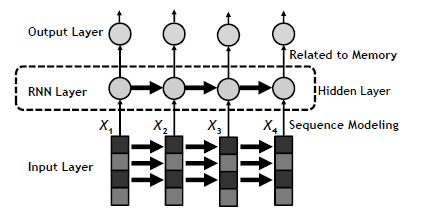 Output Layer
Related to Memory
RNN Layer
Hidden Layer
X1 X2 X3 X4 Sequence Modeling
Input Layer